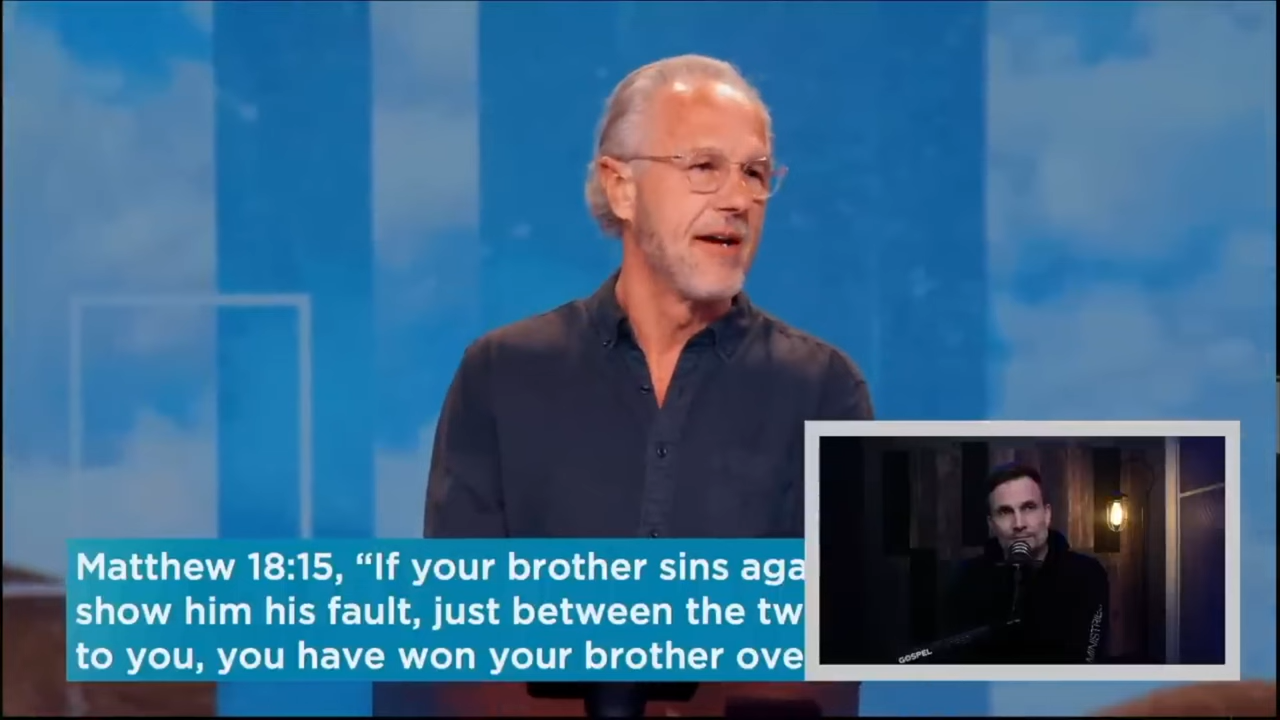 Matthew 18:15, “If your brother sins aga
show him his fault, just between the tw
to you, you have won your brother ove
GOSPEL
MINISTRIES